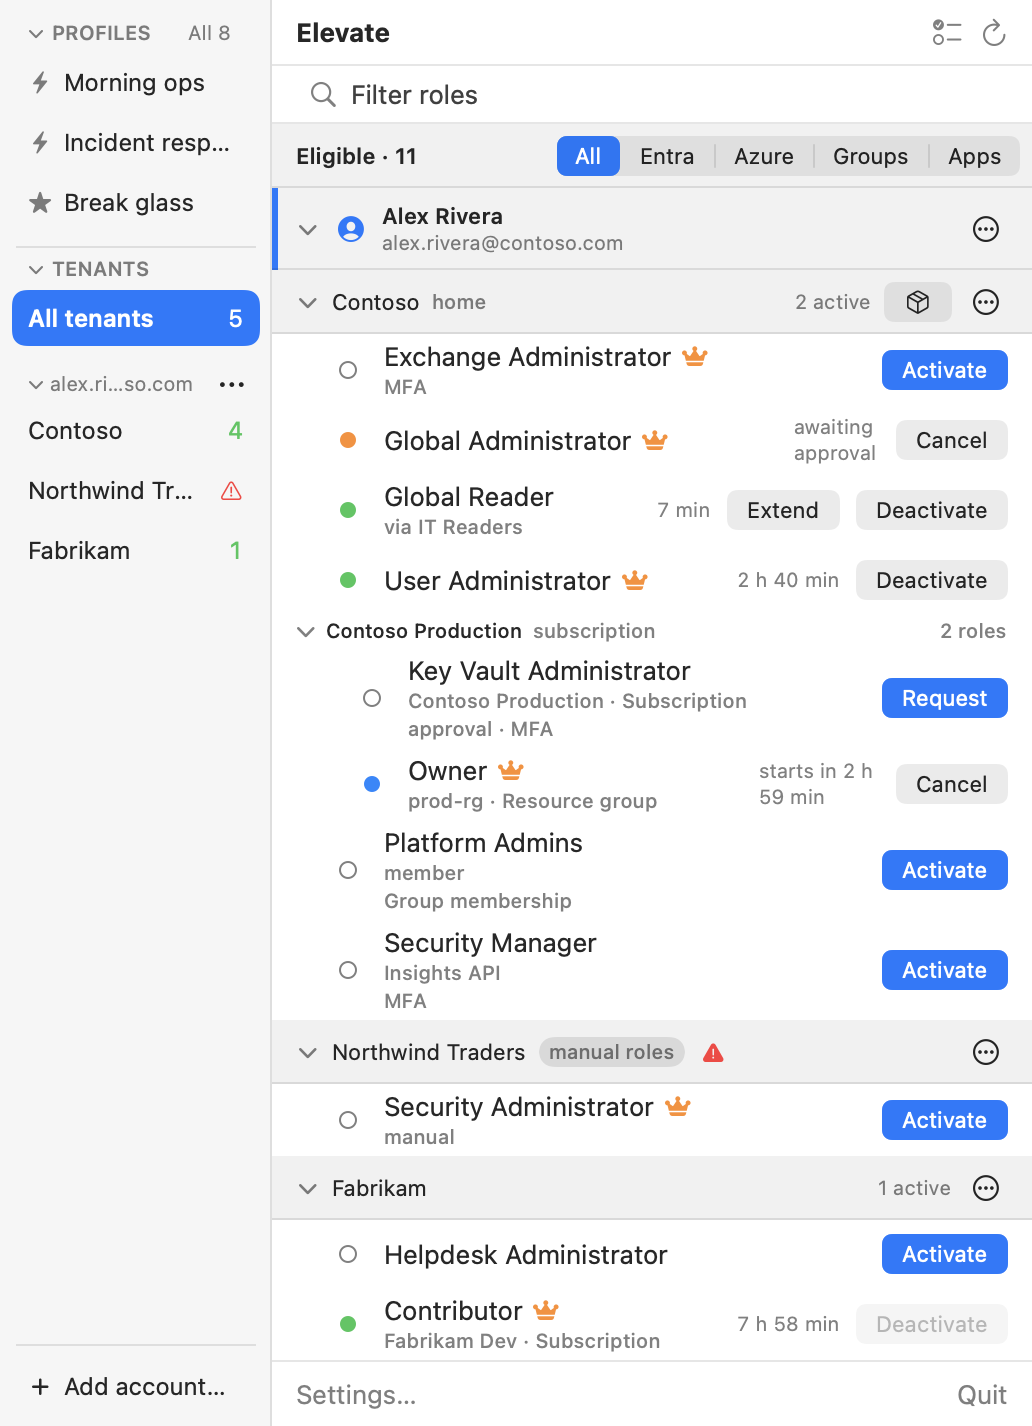 PROFILES All 8
Morning ops
Incident resp...
Break glass
TENANTS
All tenants 5
alex.ri...so.com
Contoso 4
Northwind Tr...
Fabrikam 1
+ Add account...
Elevate
Filter roles
Eligible · 11 All Entra Azure Groups Apps
Alex Rivera
alex.rivera@contoso.com
Contoso home 2 active
Exchange Administrator
MFA
Activate
Global Administrator
awaiting
approval
Cancel
Global Reader
via IT Readers
7 min Extend Deactivate
User Administrator 2 h 40 min Deactivate
Contoso Production subscription 2 roles
Key Vault Administrator
Contoso Production · Subscription
approval · MFA
Request
Owner
prod-rg · Resource group
starts in 2 h
59 min
Cancel
Platform Admins
member
Group membership
Activate
Security Manager
Insights API
MFA
Activate
Northwind Traders manual roles
Security Administrator
manual
Activate
Fabrikam 1 active
Helpdesk Administrator Activate
Contributor
Fabrikam Dev · Subscription
7 h 58 min Deactivate
Settings... Quit